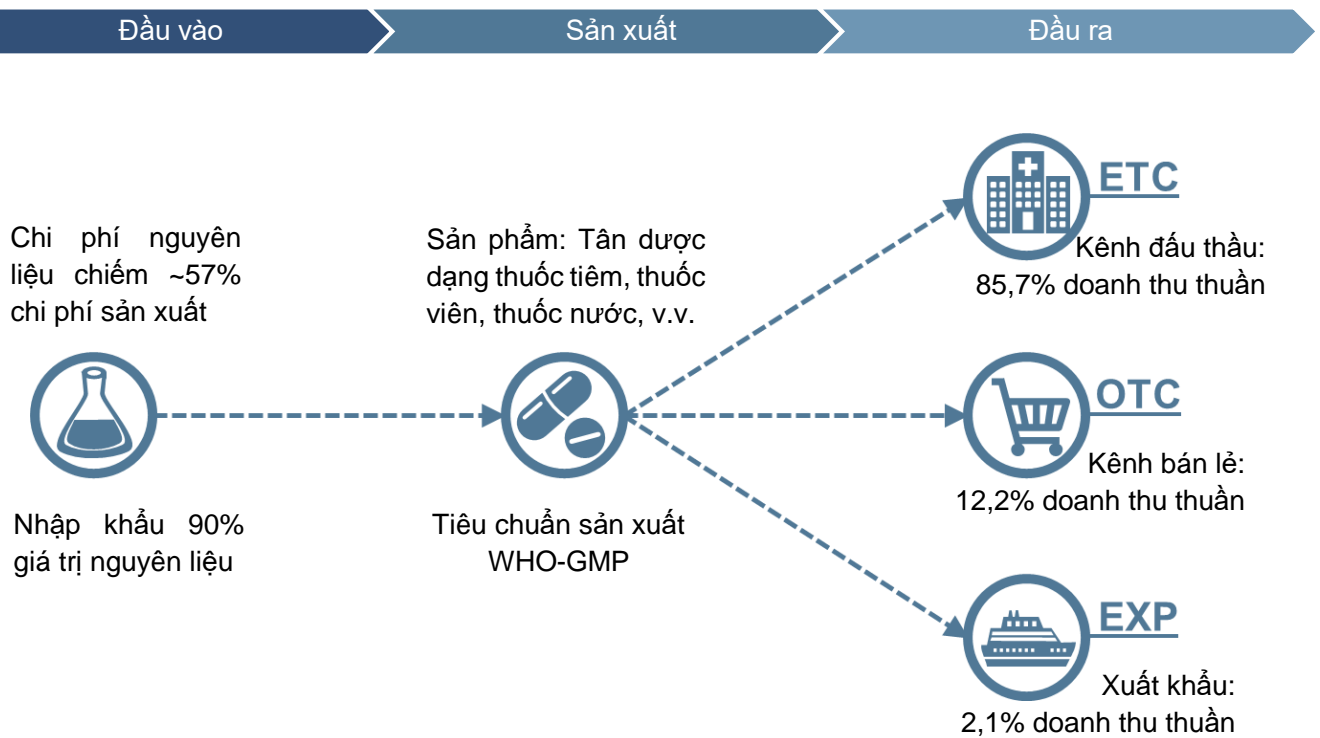 Đầu vào
Sản xuất
Đầu ra
Chi phí nguyên
liệu chiếm ~57%
chi phí sản xuất
Nhập khẩu 90%
giá trị nguyên liệu
Sản phẩm: Tân dược
dạng thuốc tiêm, thuốc
viên, thuốc nước, v.v.
Tiêu chuẩn sản xuất
WHO-GMP
ETC
Kênh đấu thầu:
85,7% doanh thu thuần
OTC
Kênh bán lẻ:
12,2% doanh thu thuần
EXP
Xuất khẩu:
2,1% doanh thu thuần